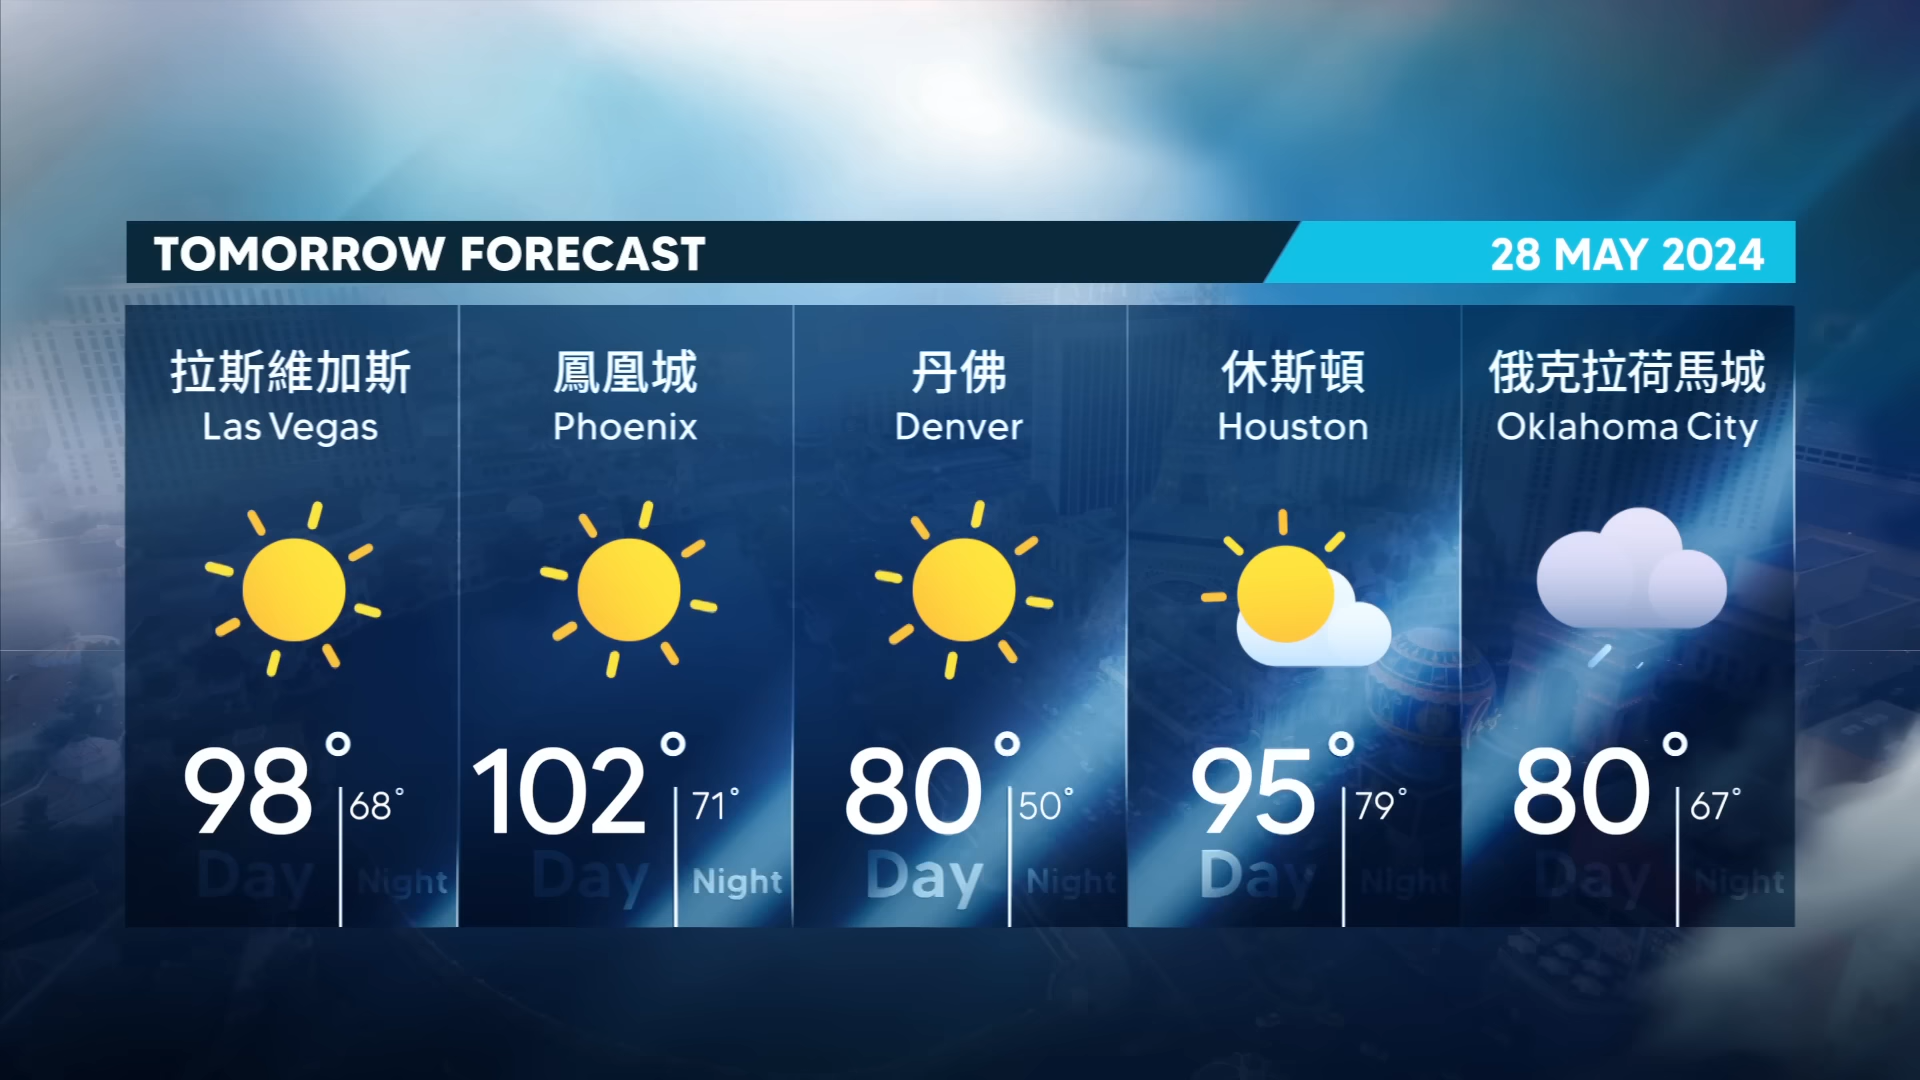 TOMORROW FORECAST
28 MAY 2024
拉斯維加斯
Las Vegas
98° 68°
Day Night
鳳凰城
Phoenix
102° 71°
Day Night
丹佛
Denver
80° 50°
Day Night
休斯頓
Houston
95° 79°
Day Night
俄克拉荷馬城
Oklahoma City
80° 67°
Day Night